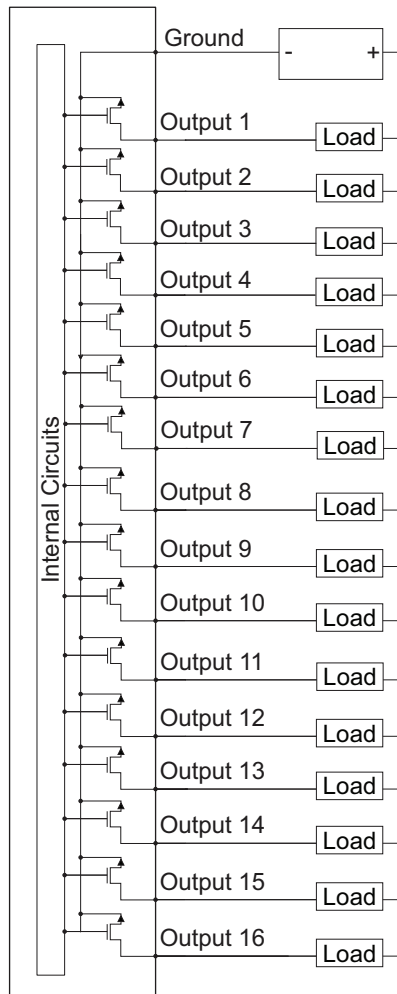 Ground
- +
Output 1
Load
Output 2
Load
Output 3
Load
Output 4
Load
Output 5
Load
Output 6
Load
Output 7
Load
Output 8
Load
Output 9
Load
Output 10
Load
Output 11
Load
Output 12
Load
Output 13
Load
Output 14
Load
Output 15
Load
Output 16
Load
Internal Circuits